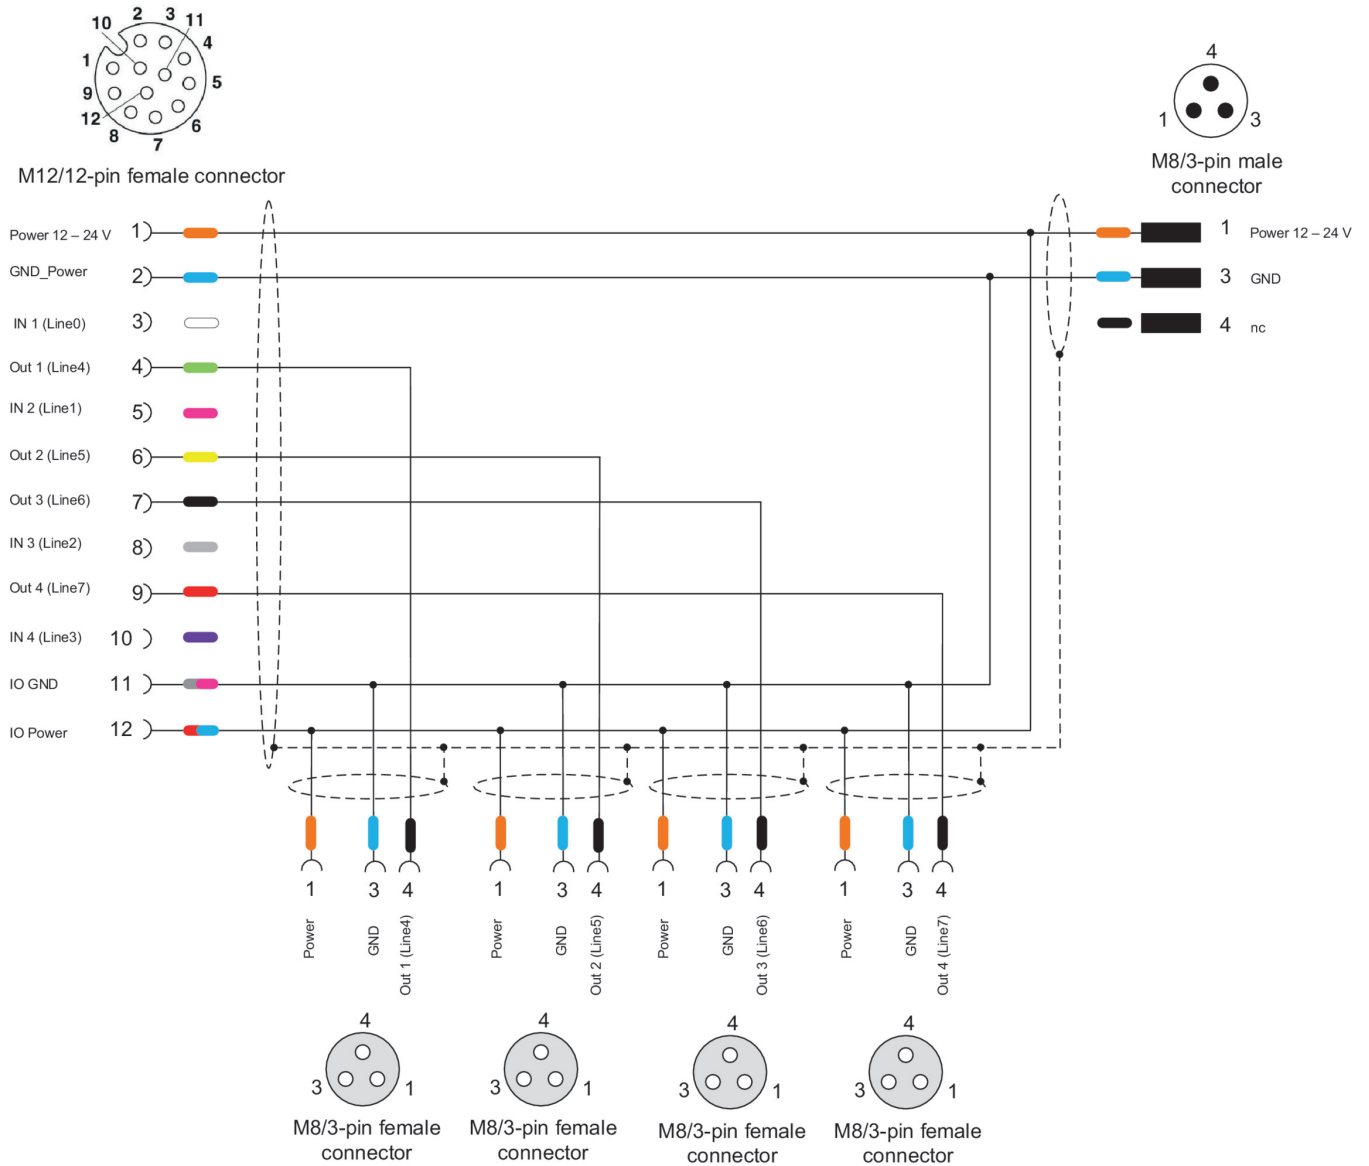 2 3 11
10
4
1
5
9
12
6
8
7
M12/12-pin female connector
4
1 3
M8/3-pin male
connector
Power 12 – 24 V 1
1 Power 12 – 24 V
GND_Power 2
3 GND
IN 1 (Line0) 3
4 nc
Out 1 (Line4) 4
IN 2 (Line1) 5
Out 2 (Line5) 6
Out 3 (Line6) 7
IN 3 (Line2) 8
Out 4 (Line7) 9
IN 4 (Line3) 10
IO GND 11
IO Power 12
1 3 4 1 3 4 1 3 4 1 3 4
Power
GND
Out 1 (Line4)
Power
GND
Out 2 (Line5)
Power
GND
Out 3 (Line6)
Power
GND
Out 4 (Line7)
4
3 1
M8/3-pin female
connector
4
3 1
M8/3-pin female
connector
4
3 1
M8/3-pin female
connector
4
3 1
M8/3-pin female
connector